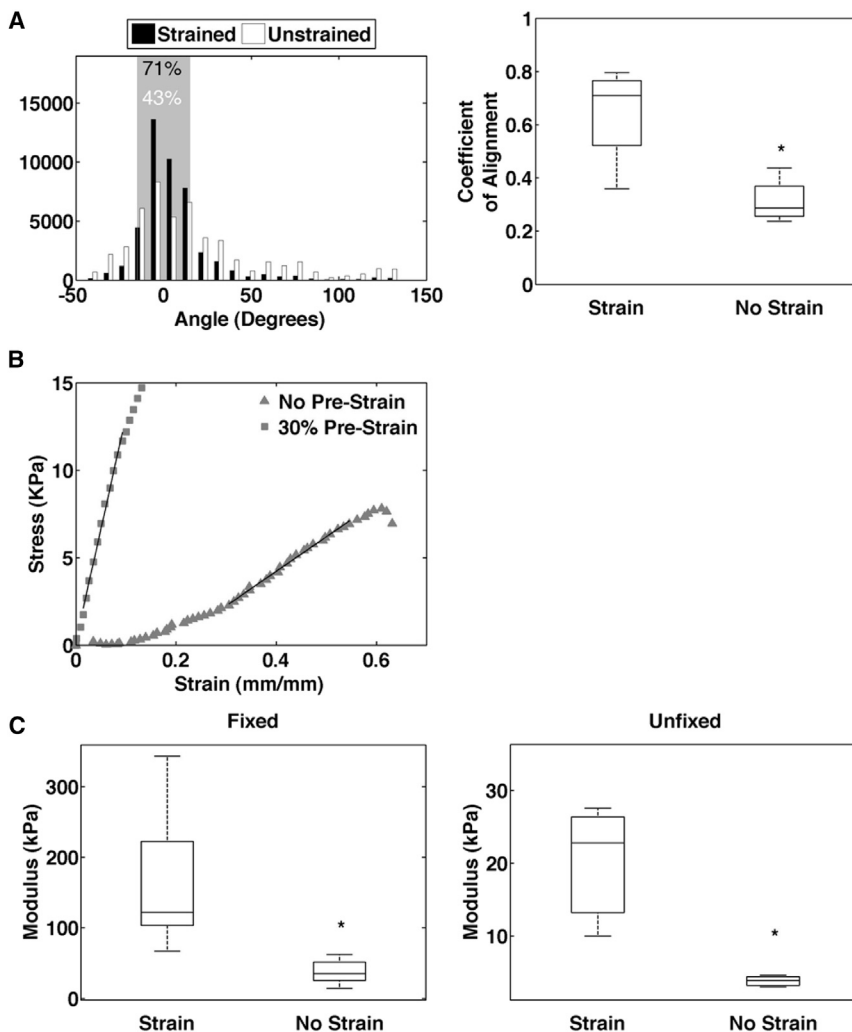 A
Strained Unstrained
71%
43%
15000
10000
5000
0
-50 0 50 100 150
Angle (Degrees)
1
0.8
0.6
0.4
0.2
0
Coefficient
of Alignment
*
Strain No Strain
B
15
10
5
0
Stress (KPa)
No Pre-Strain
30% Pre-Strain
0 0.2 0.4 0.6
Strain (mm/mm)
C
Fixed
300
200
100
0
Modulus (kPa)
*
Strain No Strain
Unfixed
30
20
10
Modulus (kPa)
*
Strain No Strain